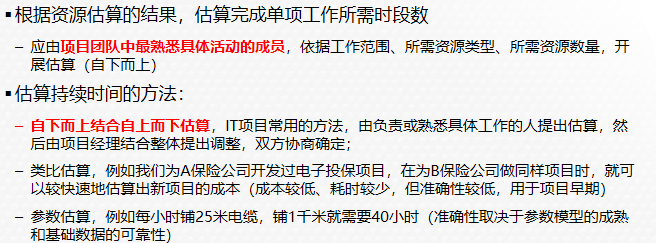 ▪根据资源估算的结果，估算完成单项工作所需时段数
– 应由项目团队中最熟悉具体活动的成员，依据工作范围、所需资源类型、所需资源数量，开
展估算（自下而上）
▪估算持续时间的方法：
– 自下而上结合自上而下估算，IT项目常用的方法，由负责或熟悉具体工作的人提出估算，然
后由项目经理结合整体提出调整，双方协商确定；
– 类比估算，例如我们为A保险公司开发过电子投保项目，在为B保险公司做同样项目时，就可
以较快速地估算出新项目的成本（成本较低、耗时较少，但准确性较低，用于项目早期）
– 参数估算，例如每小时铺25米电缆，铺1千米就需要40小时（准确性取决于参数模型的成熟
和基础数据的可靠性）